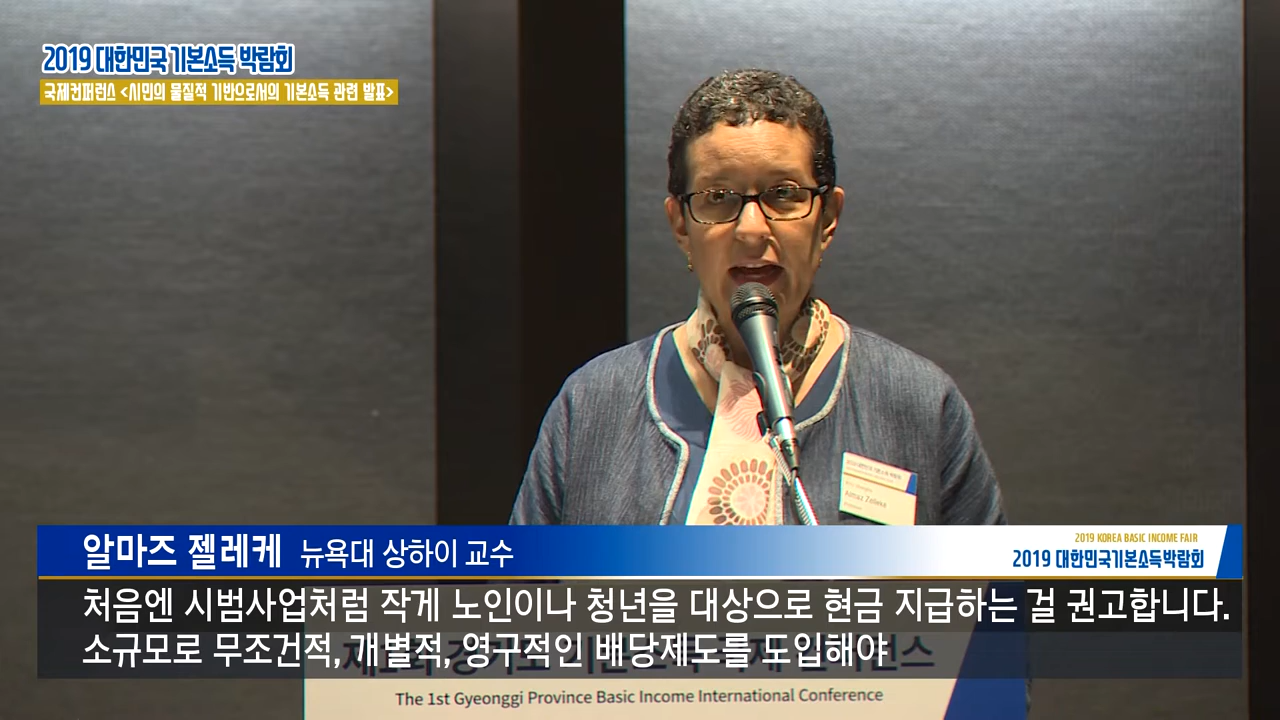 2019 대한민국 기본소득 박람회
국제컨퍼런스 <시민의 물질적 기반으로서의 기본소득 관련 발표>
Almaz Zelleke
알마즈 젤레케 뉴욕대 상하이 교수
2019 KOREA BASIC INCOME FAIR
2019 대한민국기본소득박람회
처음엔 시범사업처럼 작게 노인이나 청년을 대상으로 현금 지급하는 걸 권고합니다.
소규모로 무조건적, 개별적, 영구적인 배당제도를 도입해야
The 1st Gyeonggi Province Basic Income International Conference